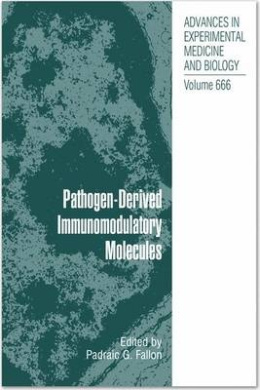 ADVANCES IN
EXPERIMENTAL
MEDICINE
AND BIOLOGY
Volume 666
Pathogen-Derived
Immunomodulatory
Molecules
Edited by
Padraic G. Fallon